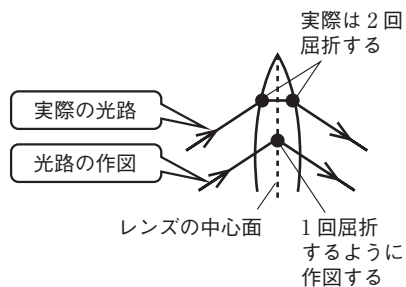 実際は2回
屈折する
実際の光路
光路の作図
レンズの中心面
1回屈折
するように
作図する